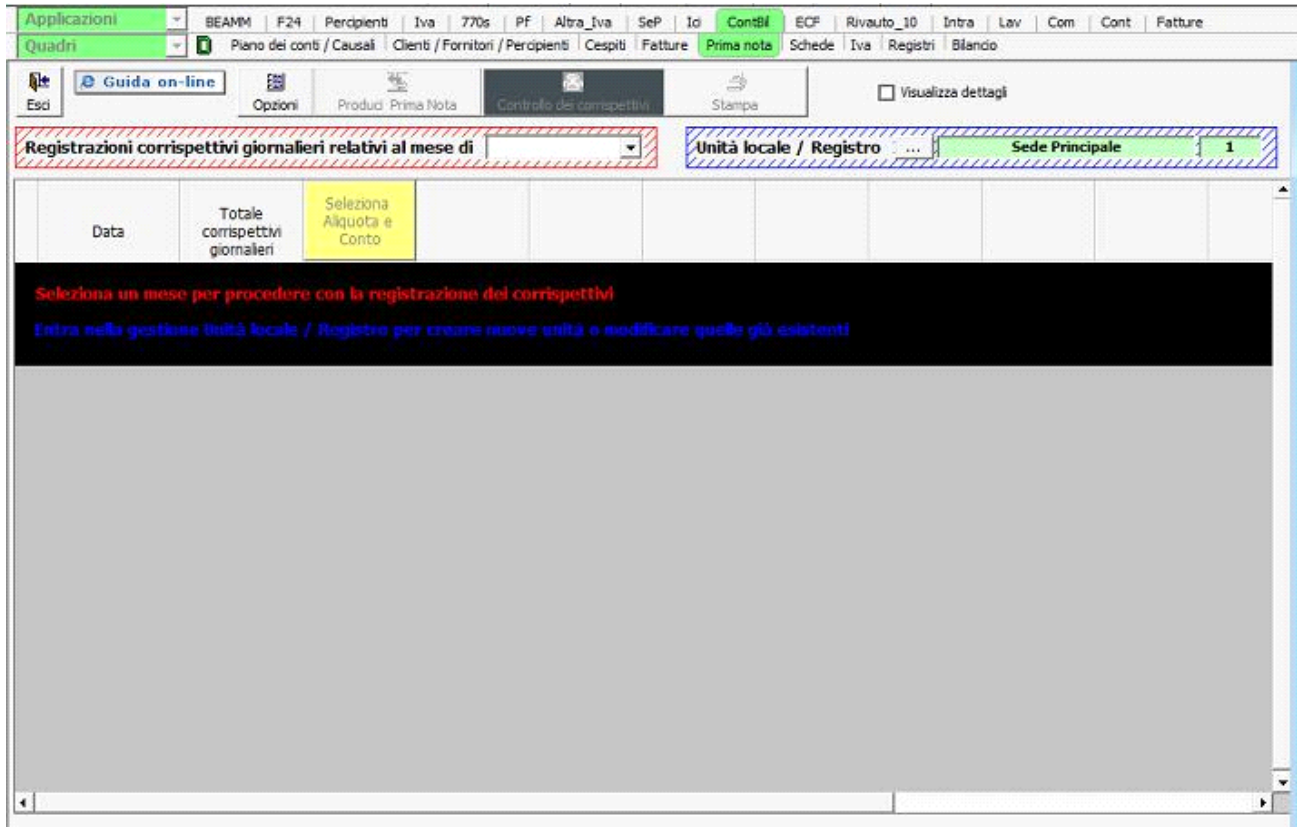 Applicazioni BEAMM F24 Percipienti Iva 770s Pf Altra_Iva SeP Ici ContBil ECF Rivauto_10 Intra Lav Com Cont Fatture
Quadri Piano dei conti / Causali Clienti / Fornitori / Percipienti Cespiti Fatture Prima nota Schede Iva Registri Bilancio
Guida on-line
Visualizza dettagli
Esci Opzioni Produci Prima Nota Controllo dei corrispettivi Stampa
Registrazioni corrispettivi giornalieri relativi al mese di Unità locale / Registro ... Sede Principale 1
Data
Totale
corrispettivi
giornalieri
Seleziona
Aliquota e
Conto
Seleziona un mese per procedere con la registrazione dei corrispettivi
Entra nella gestione Unità locale / Registro per creare nuove unità o modificare quelle già esistenti